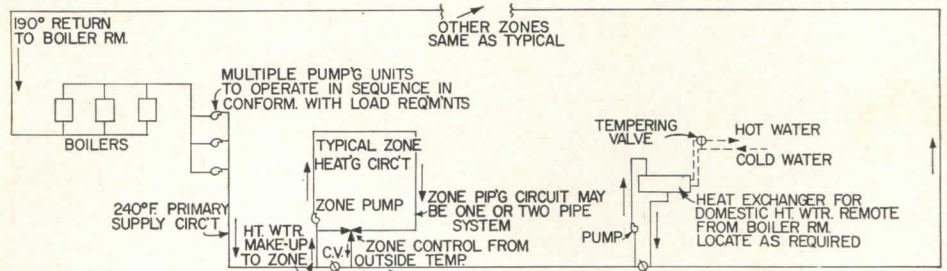 190° RETURN
TO BOILER RM.
OTHER ZONES
SAME AS TYPICAL
MULTIPLE PUMP'G UNITS
TO OPERATE IN SEQUENCE IN
CONFORM. WITH LOAD REQ'M'NTS
BOILERS
TYPICAL ZONE
HEAT'G CIRC'T
ZONE PUMP
ZONE PIP'G CIRCUIT MAY
BE ONE OR TWO PIPE
SYSTEM
240°F. PRIMARY
SUPPLY CIRC'T
HT. WTR.
MAKE-UP
TO ZONE
C.V.
ZONE CONTROL FROM
OUTSIDE TEMP.
TEMPERING
VALVE
HOT WATER
COLD WATER
PUMP
HEAT EXCHANGER FOR
DOMESTIC HT. WTR. REMOTE
FROM BOILER RM.
LOCATE AS REQUIRED